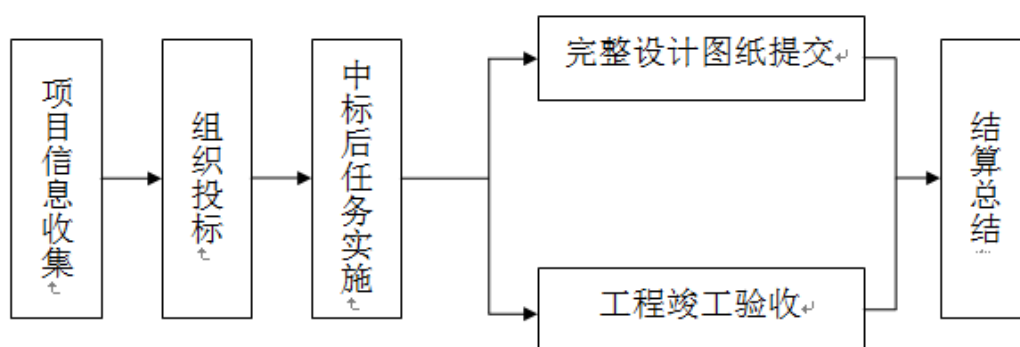 项目信息收集
组织投标
中标后任务实施
完整设计图纸提交
工程竣工验收
结算总结